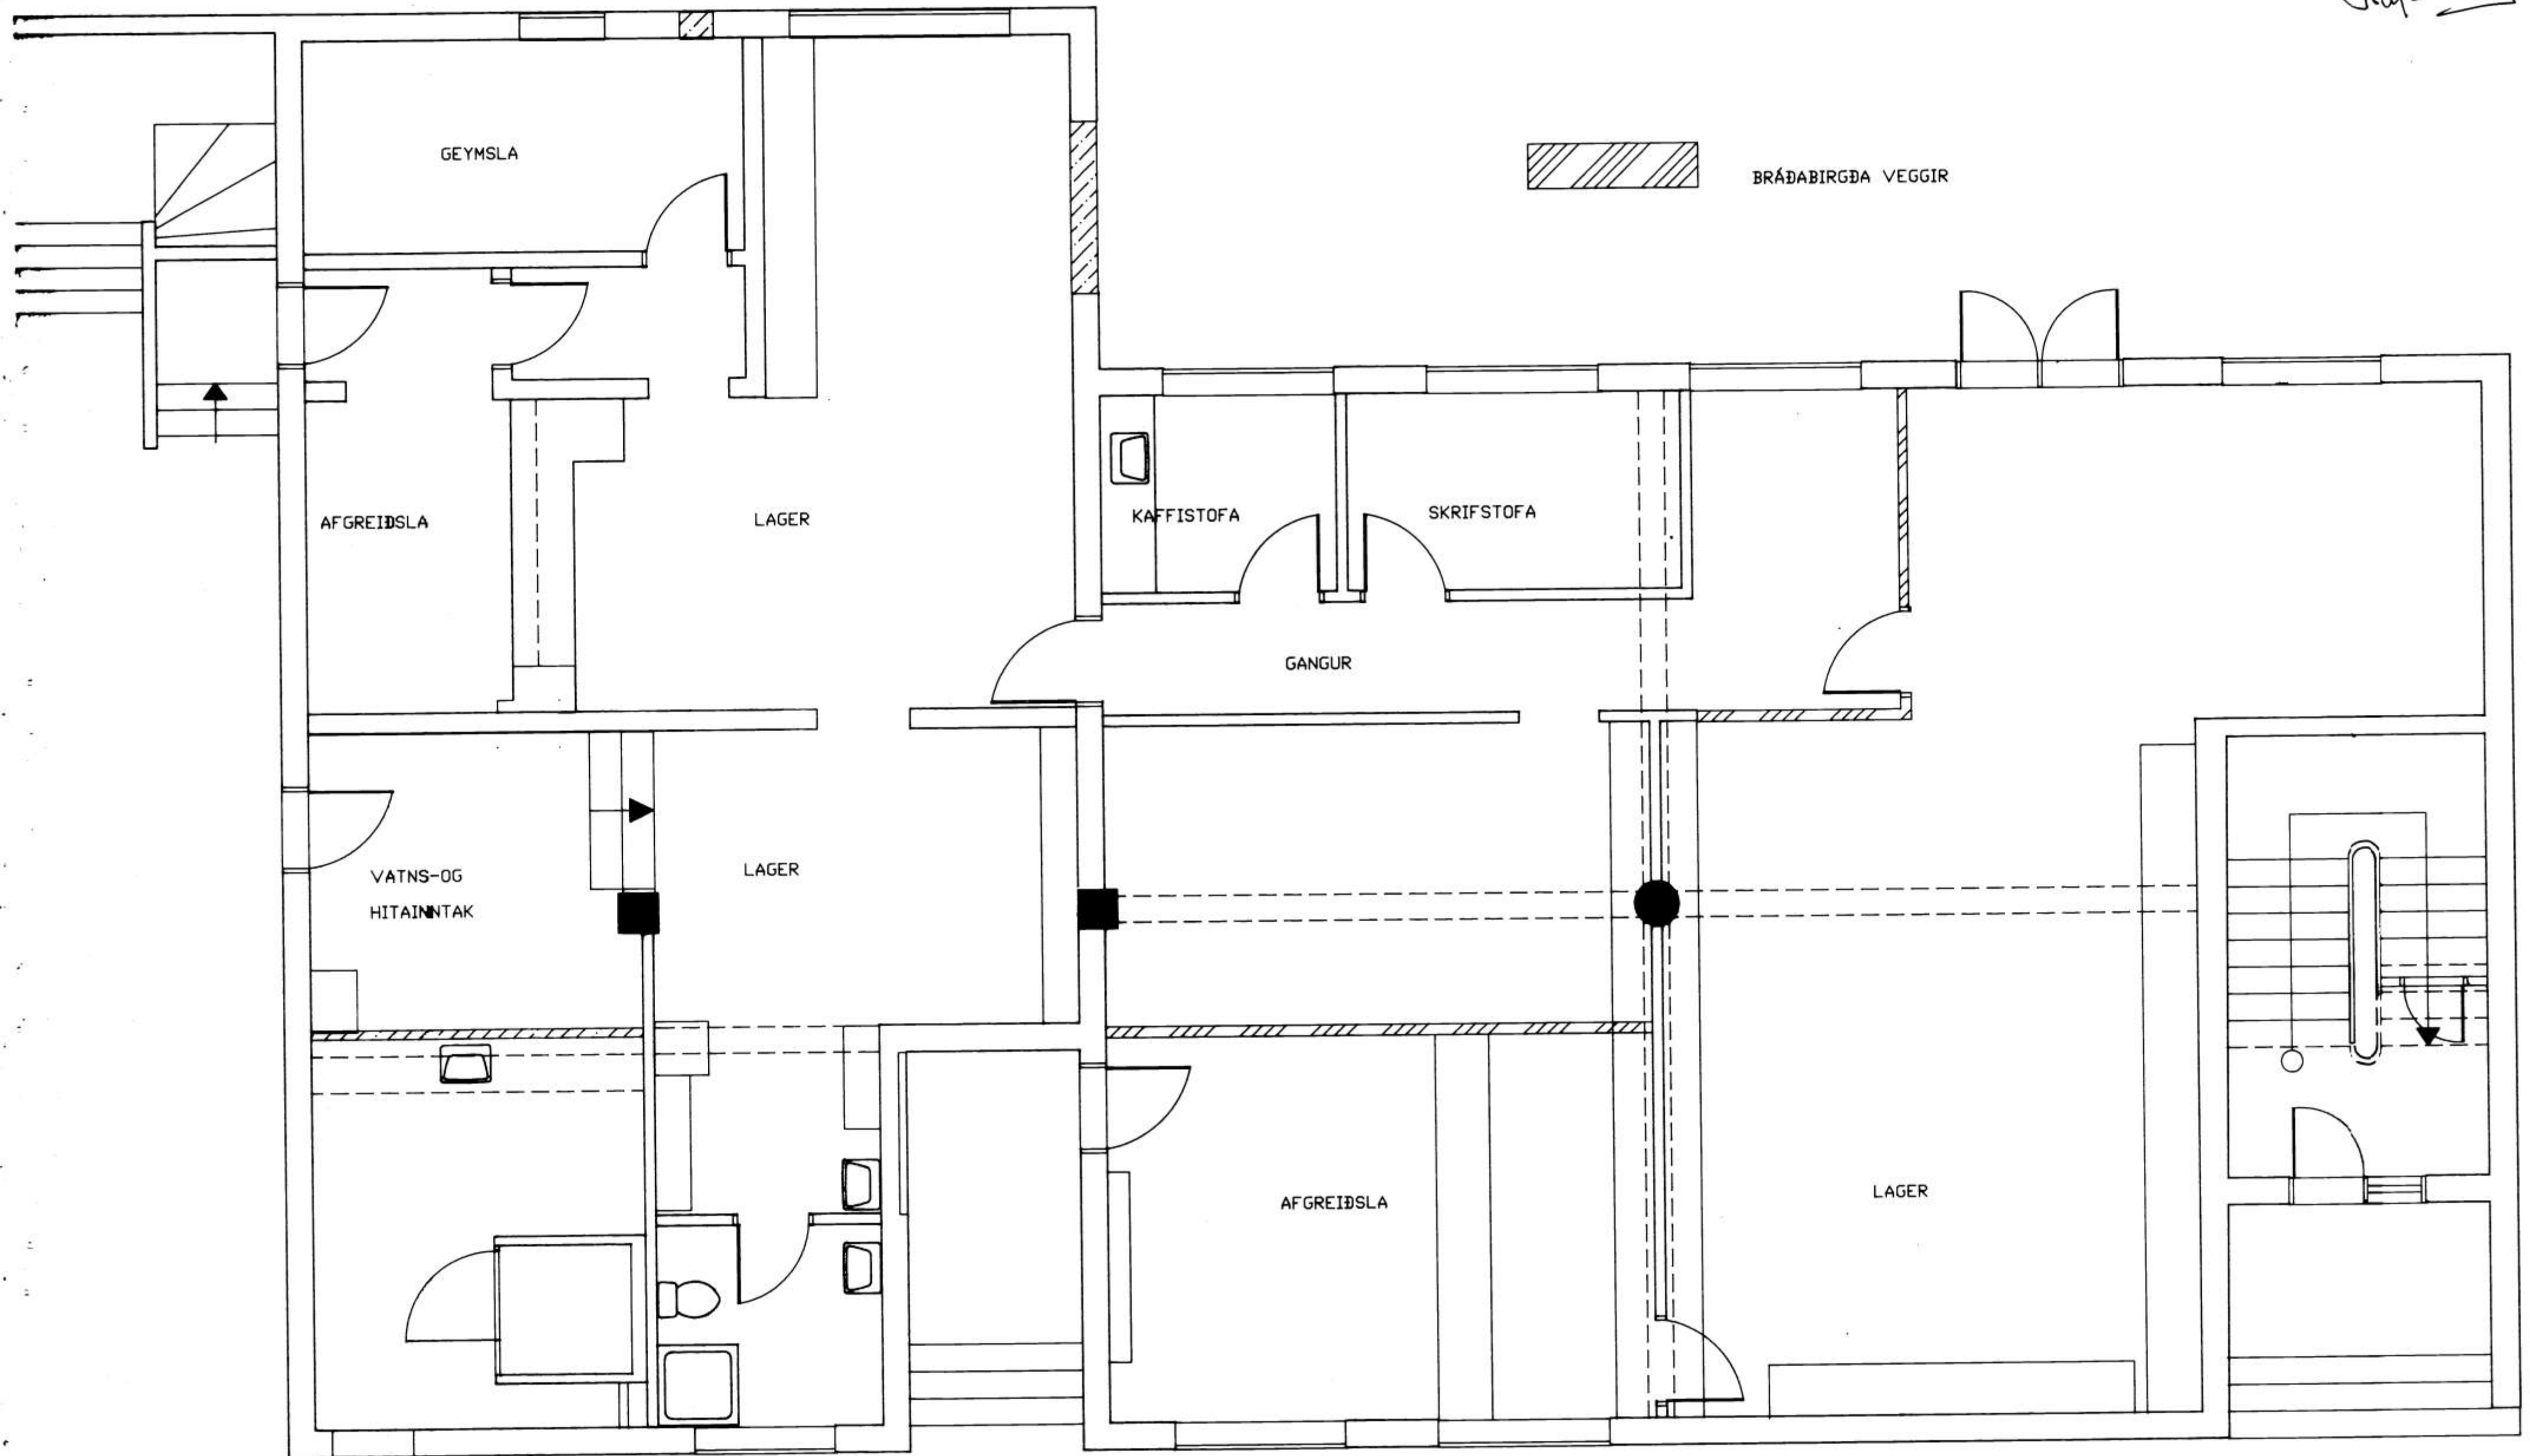 GEYMSLA
BRÁÐABIRGÐA VEGGIR
AFGREIÐSLA
LAGER
KAFFISTOFA
SKRIFSTOFA
GANGUR
VATNS-OG
HITAINNTAK
LAGER
AFGREIÐSLA
LAGER